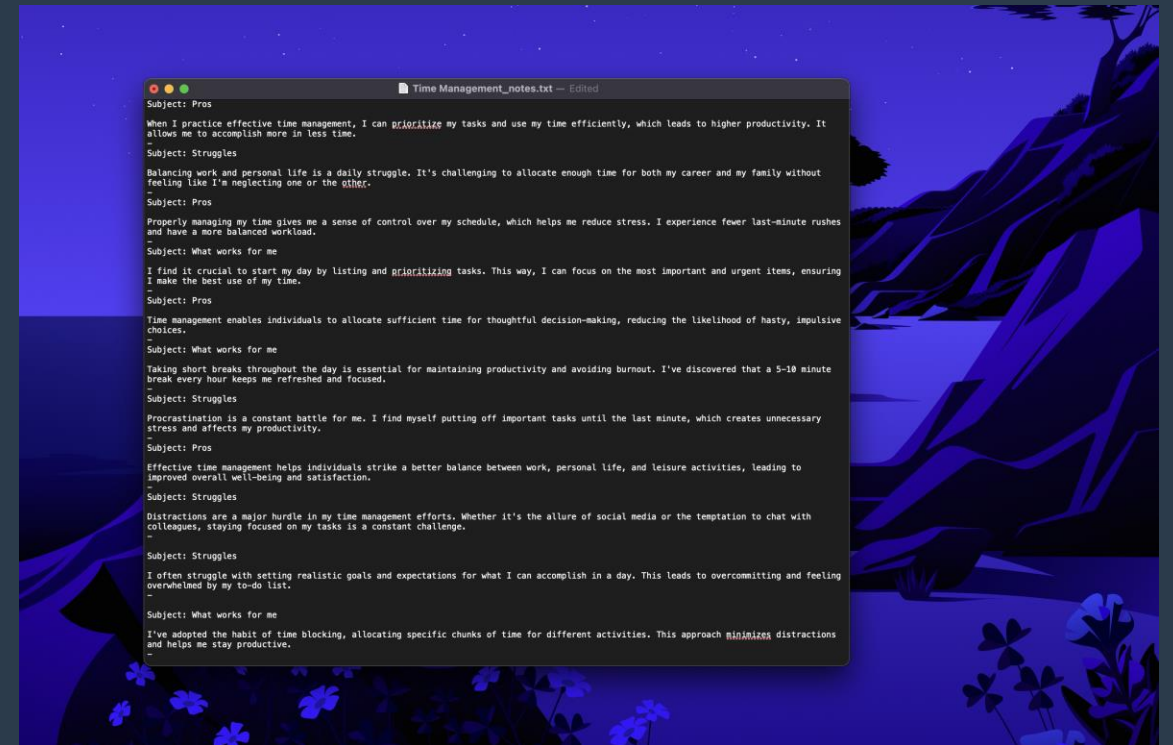 Time Management_notes.txt — Edited
Subject: Pros
When I practice effective time management, I can prioritize my tasks and use my time efficiently, which leads to higher productivity. It
allows me to accomplish more in less time.
–
Subject: Struggles
Balancing work and personal life is a daily struggle. It's challenging to allocate enough time for both my career and my family without
feeling like I'm neglecting one or the other.
–
Subject: Pros
Properly managing my time gives me a sense of control over my schedule, which helps me reduce stress. I experience fewer last-minute rushes
and have a more balanced workload.
–
Subject: What works for me
I find it crucial to start my day by listing and prioritizing tasks. This way, I can focus on the most important and urgent items, ensuring
I make the best use of my time.
–
Subject: Pros
Time management enables individuals to allocate sufficient time for thoughtful decision-making, reducing the likelihood of hasty, impulsive
choices.
–
Subject: What works for me
Taking short breaks throughout the day is essential for maintaining productivity and avoiding burnout. I've discovered that a 5-10 minute
break every hour keeps me refreshed and focused.
–
Subject: Struggles
Procrastination is a constant battle for me. I find myself putting off important tasks until the last minute, which creates unnecessary
stress and affects my productivity.
–
Subject: Pros
Effective time management helps individuals strike a better balance between work, personal life, and leisure activities, leading to
improved overall well-being and satisfaction.
–
Subject: Struggles
Distractions are a major hurdle in my time management efforts. Whether it's the allure of social media or the temptation to chat with
colleagues, staying focused on my tasks is a constant challenge.
–
Subject: Struggles
I often struggle with setting realistic goals and expectations for what I can accomplish in a day. This leads to overcommitting and feeling
overwhelmed by my to-do list.
–
Subject: What works for me
I've adopted the habit of time blocking, allocating specific chunks of time for different activities. This approach minimizes distractions
and helps me stay productive.
–